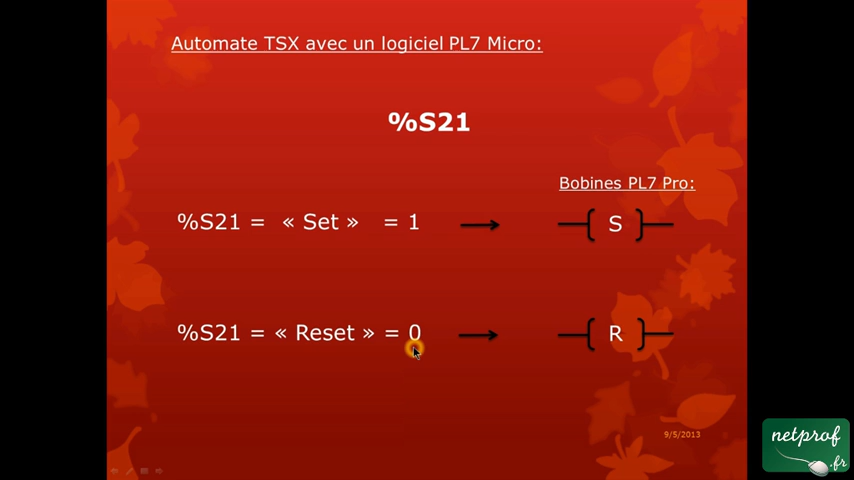 Automate TSX avec un logiciel PL7 Micro:
%S21
Bobines PL7 Pro:
%S21 = « Set » = 1 S
%S21 = « Reset » = 0 R
9/5/2013
netprof
.fr